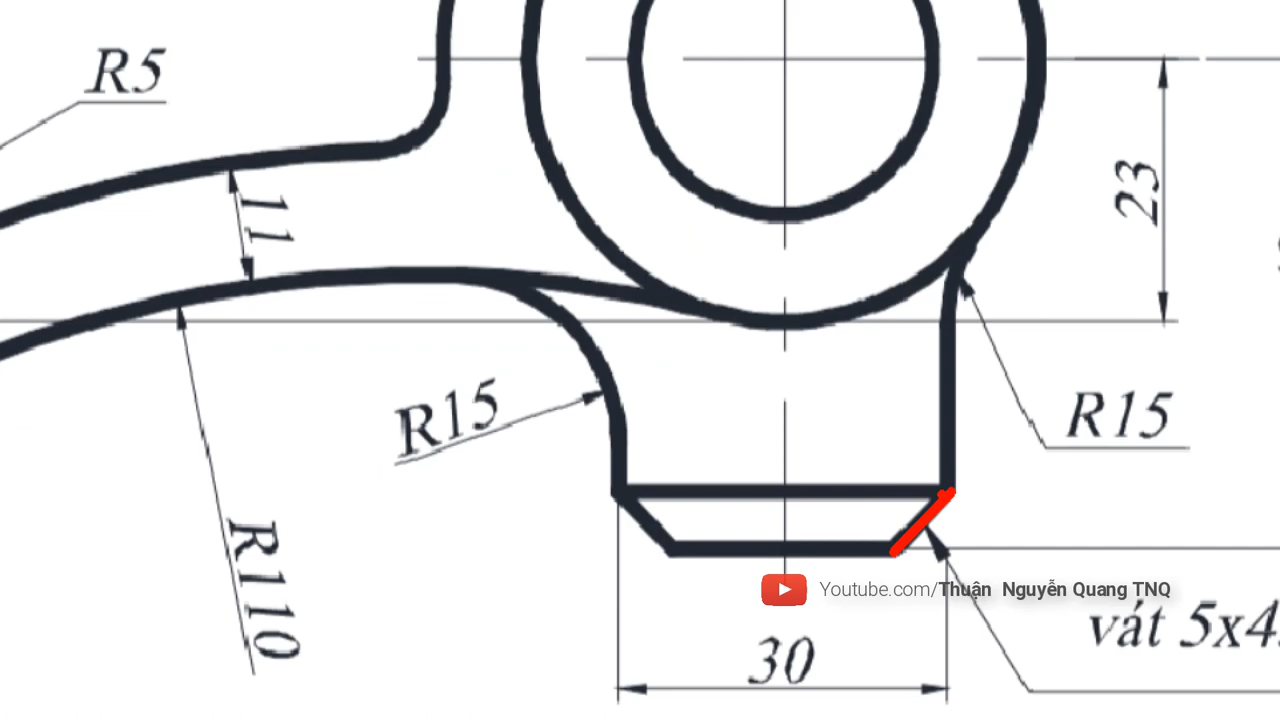 R5
11
23
R15
R15
R110
Youtube.com/Thuận Nguyễn Quang TNQ
vát 5x4
30